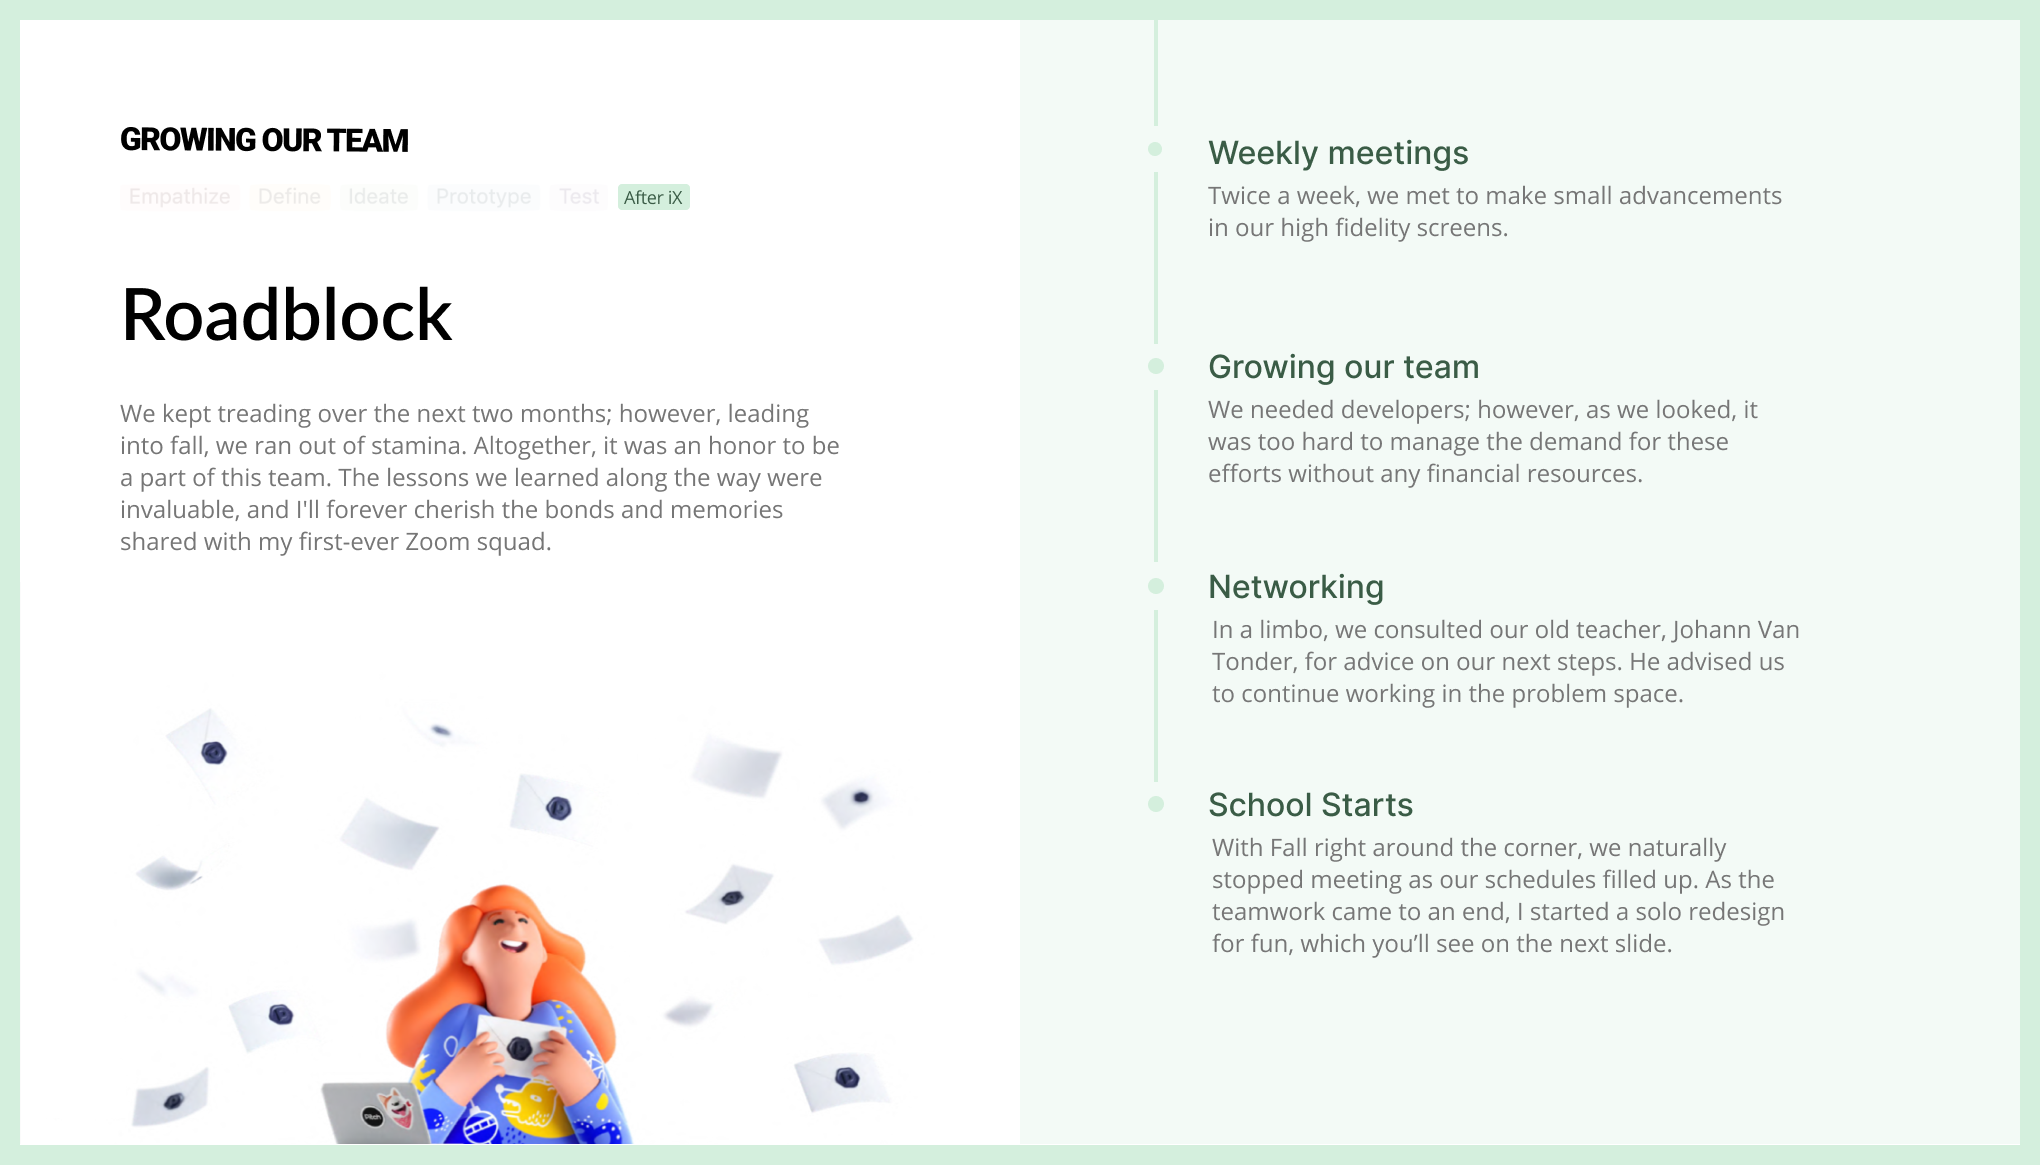 GROWING OUR TEAM
Empathize Define Ideate Prototype Test After iX
Roadblock
We kept treading over the next two months; however, leading
into fall, we ran out of stamina. Altogether, it was an honor to be
a part of this team. The lessons we learned along the way were
invaluable, and I'll forever cherish the bonds and memories
shared with my first-ever Zoom squad.
Pitch
Weekly meetings
Twice a week, we met to make small advancements
in our high fidelity screens.
Growing our team
We needed developers; however, as we looked, it
was too hard to manage the demand for these
efforts without any financial resources.
Networking
In a limbo, we consulted our old teacher, Johann Van
Tonder, for advice on our next steps. He advised us
to continue working in the problem space.
School Starts
With Fall right around the corner, we naturally
stopped meeting as our schedules filled up. As the
teamwork came to an end, I started a solo redesign
for fun, which you’ll see on the next slide.